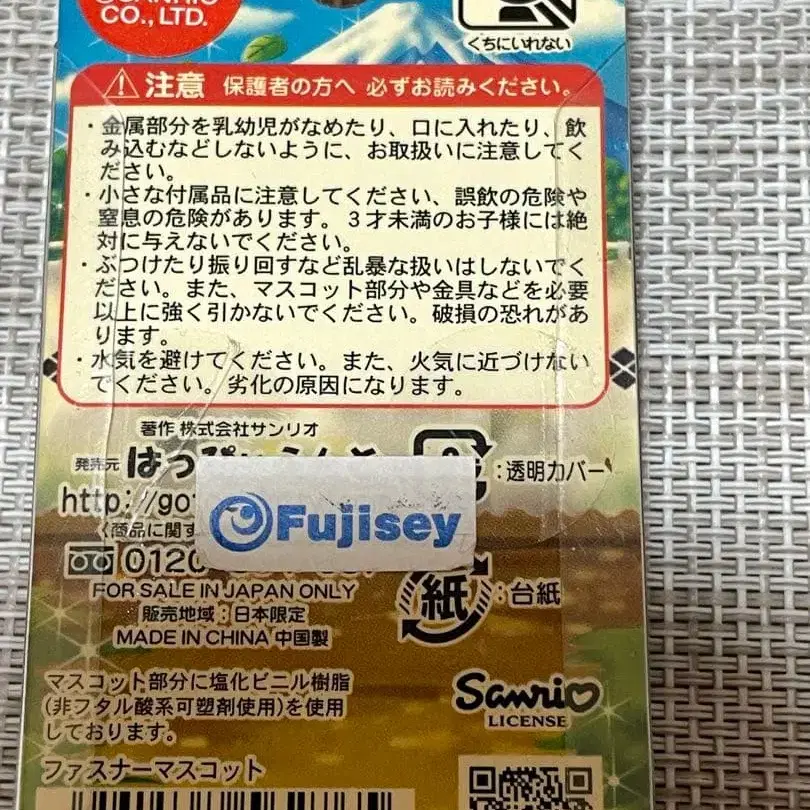 CO., LTD.
くちにいれない
注意 保護者の方へ 必ずお読みください。
・金属部分を乳幼児がなめたり、口に入れたり、飲
み込むなどしないように、お取扱いに注意してく
ださい。
・小さな付属品に注意してください、誤飲の危険や
窒息の危険があります。3才未満のお子様には絶
対に与えないでください。
・ぶつけたり振り回すなど乱暴な扱いはしないでく
ださい。また、マスコット部分や金具などを必要
以上に強く引かないでください。破損の恐れがあ
ります。
・水気を避けてください。また、火気に近づけない
でください。劣化の原因になります。
著作 株式会社サンリオ
発売元
:透明カバー
http://go
Fujisey
〈商品に関す
0120
FOR SALE IN JAPAN ONLY
紙 :台紙
販売地域:日本限定
MADE IN CHINA 中国製
マスコット部分に塩化ビニル樹脂
(非フタル酸系可塑剤使用)を使用
しております。
Sanrio
LICENSE
ファスナーマスコット